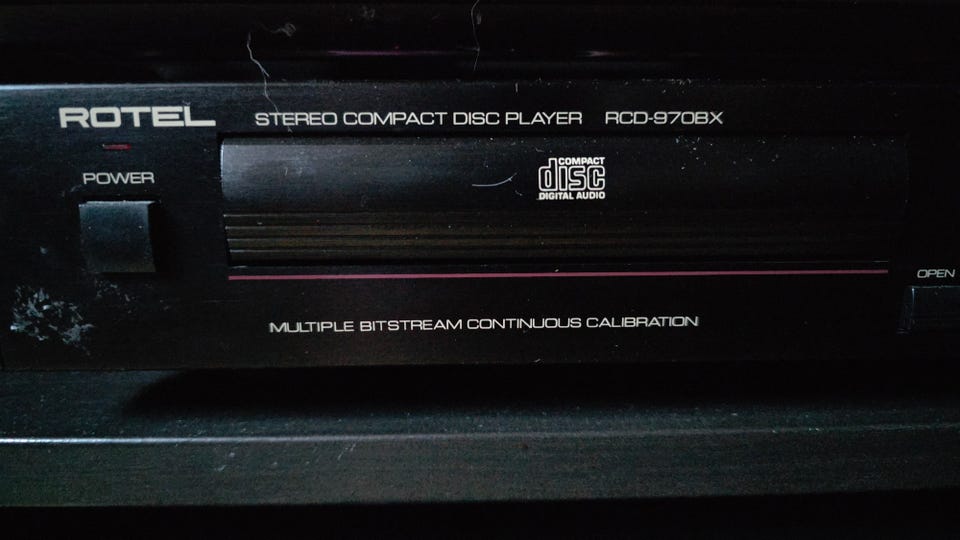 ROTEL STEREO COMPACT DISC PLAYER RCD-970BX
COMPACT
disc
DIGITAL AUDIO
POWER
OPEN
MULTIPLE BITSTREAM CONTINUOUS CALIBRATION